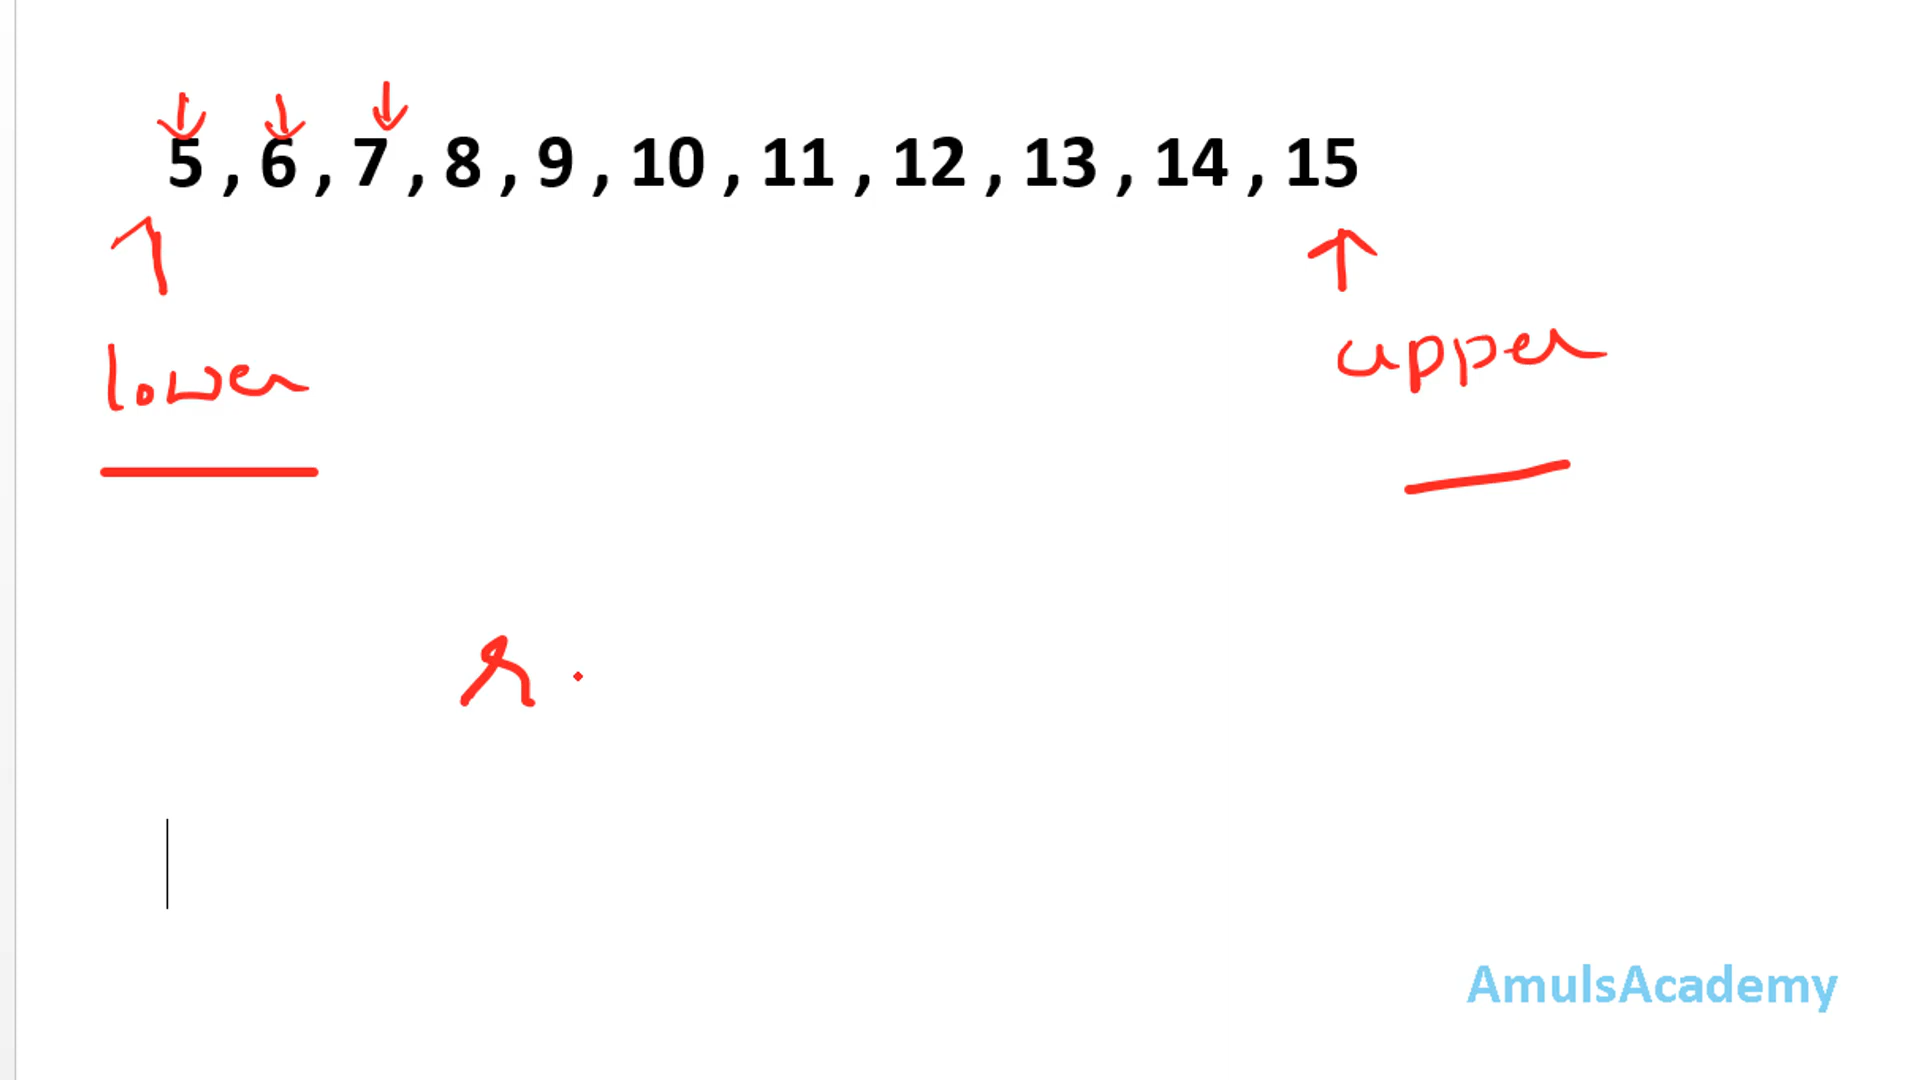 5 , 6 , 7 , 8 , 9 , 10 , 11 , 12 , 13 , 14 , 15
lower
upper
AmulsAcademy